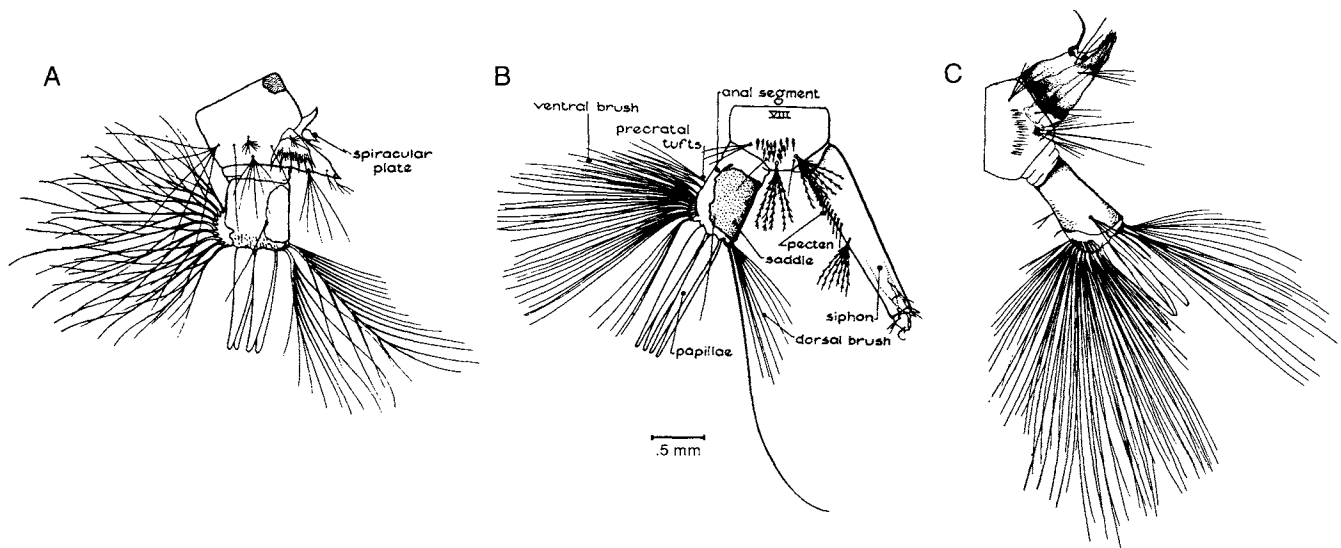 A
spiracular
plate
B
ventral brush
anal segment
precratal
tufts
VIII
pecten
saddle
siphon
dorsal brush
papillae
.5 mm
C